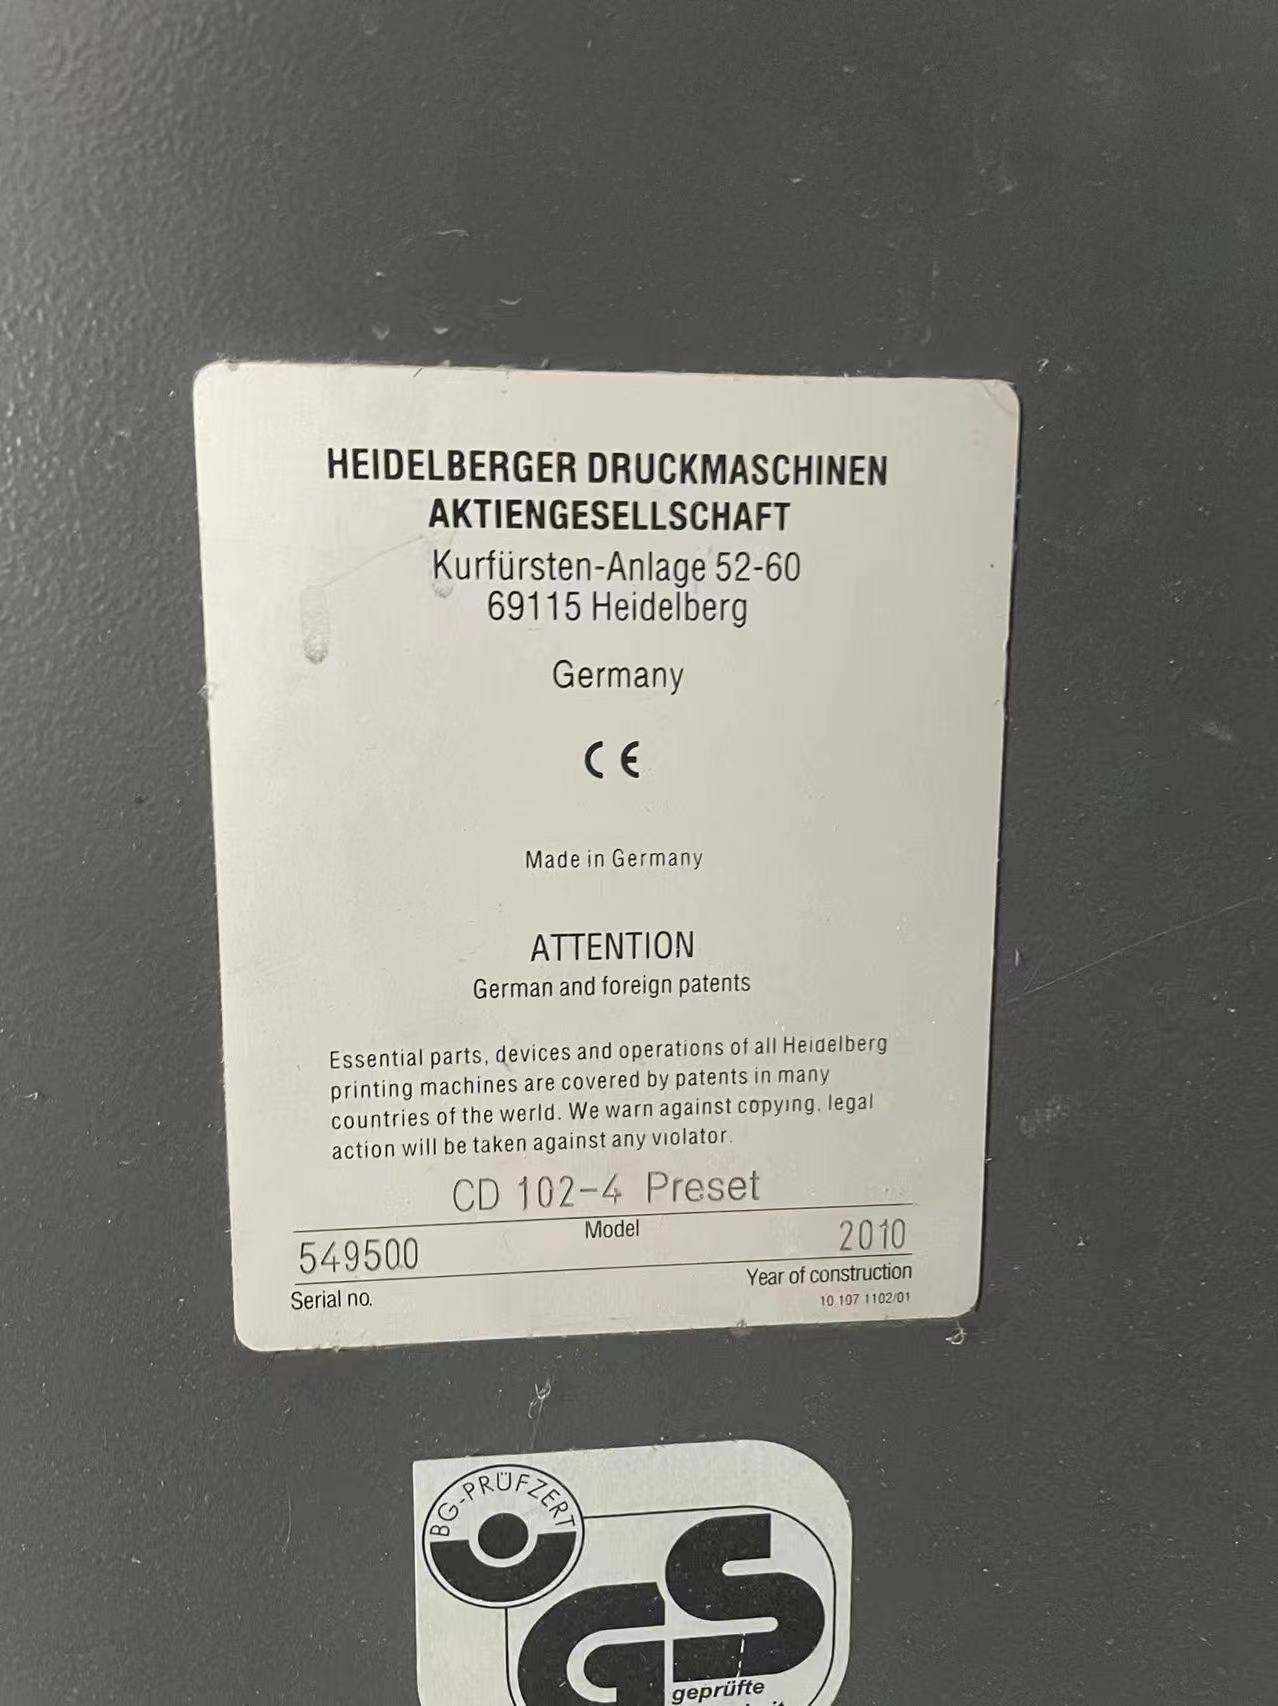 HEIDELBERGER DRUCKMASCHINEN
AKTIENGESELLSCHAFT
Kurfürsten-Anlage 52-60
69115 Heidelberg
Germany
CE
Made in Germany
ATTENTION
German and foreign patents
Essential parts, devices and operations of all Heidelberg
printing machines are covered by patents in many
countries of the werld. We warn against copying, legal
action will be taken against any violator.
CD 102-4 Preset
Model
549500
2010
Serial no.
Year of construction
10 107 1102/01
BG-PRÜFZERT
GS
geprüfte